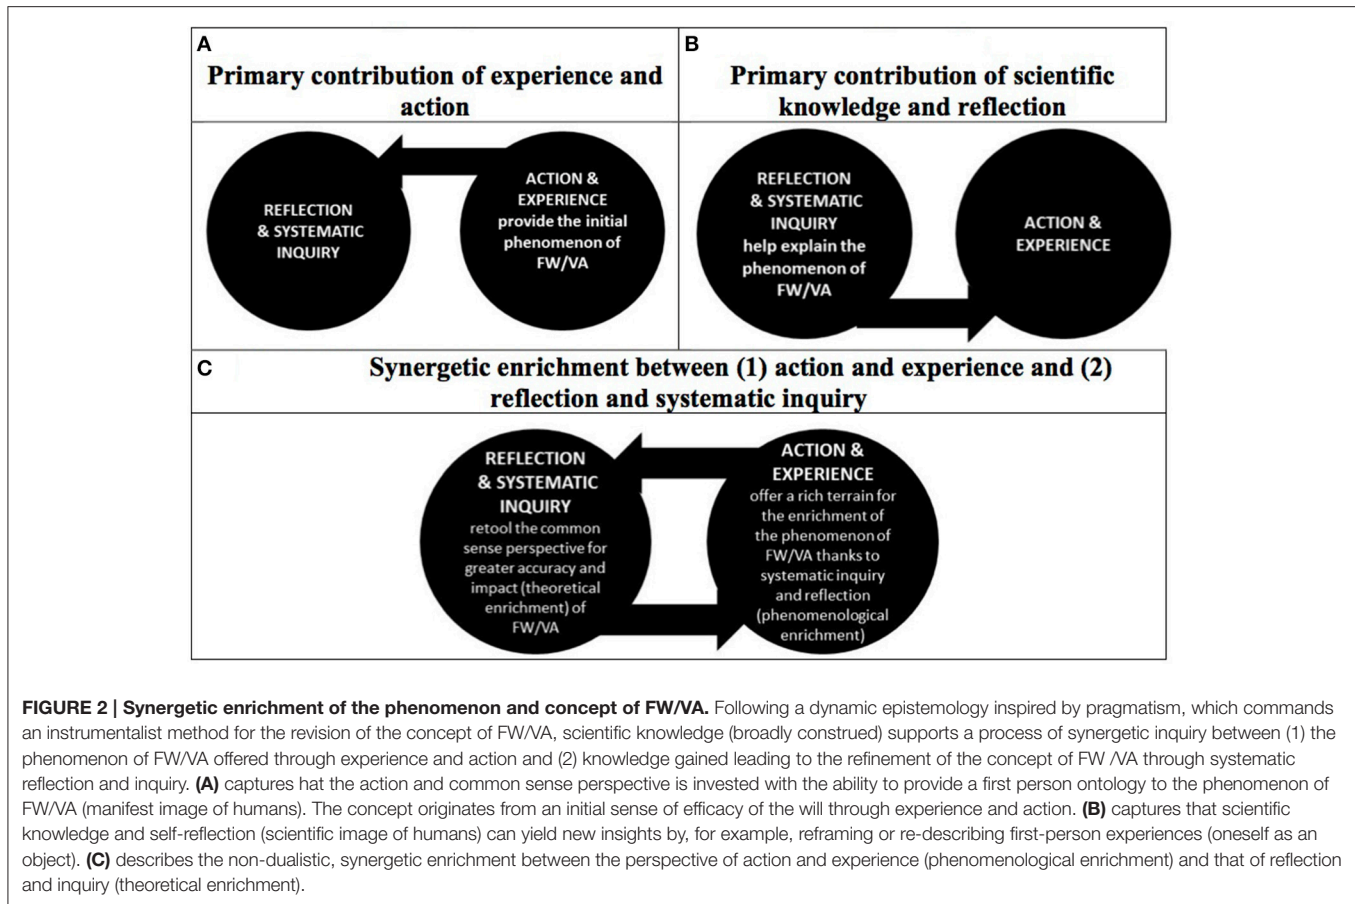 A
Primary contribution of experience and
action
B
Primary contribution of scientific
knowledge and reflection
REFLECTION
& SYSTEMATIC
INQUIRY
ACTION &
EXPERIENCE
provide the initial
phenomenon of
FW/VA
REFLECTION
& SYSTEMATIC
INQUIRY
help explain the
phenomenon of
FW/VA
ACTION &
EXPERIENCE
C
Synergetic enrichment between (1) action and experience and (2)
reflection and systematic inquiry
REFLECTION
& SYSTEMATIC
INQUIRY
retool the common
sense perspective for
greater accuracy and
impact (theoretical
enrichment) of
FW/VA
ACTION &
EXPERIENCE
offer a rich terrain for
the enrichment of
the phenomenon of
FW/VA thanks to
systematic inquiry
and reflection
(phenomenological
enrichment)
FIGURE 2 | Synergetic enrichment of the phenomenon and concept of FW/VA. Following a dynamic epistemology inspired by pragmatism, which commands
an instrumentalist method for the revision of the concept of FW/VA, scientific knowledge (broadly construed) supports a process of synergetic inquiry between (1) the
phenomenon of FW/VA offered through experience and action and (2) knowledge gained leading to the refinement of the concept of FW /VA through systematic
reflection and inquiry. (A) captures hat the action and common sense perspective is invested with the ability to provide a first person ontology to the phenomenon of
FW/VA (manifest image of humans). The concept originates from an initial sense of efficacy of the will through experience and action. (B) captures that scientific
knowledge and self-reflection (scientific image of humans) can yield new insights by, for example, reframing or re-describing first-person experiences (oneself as an
object). (C) describes the non-dualistic, synergetic enrichment between the perspective of action and experience (phenomenological enrichment) and that of reflection
and inquiry (theoretical enrichment).